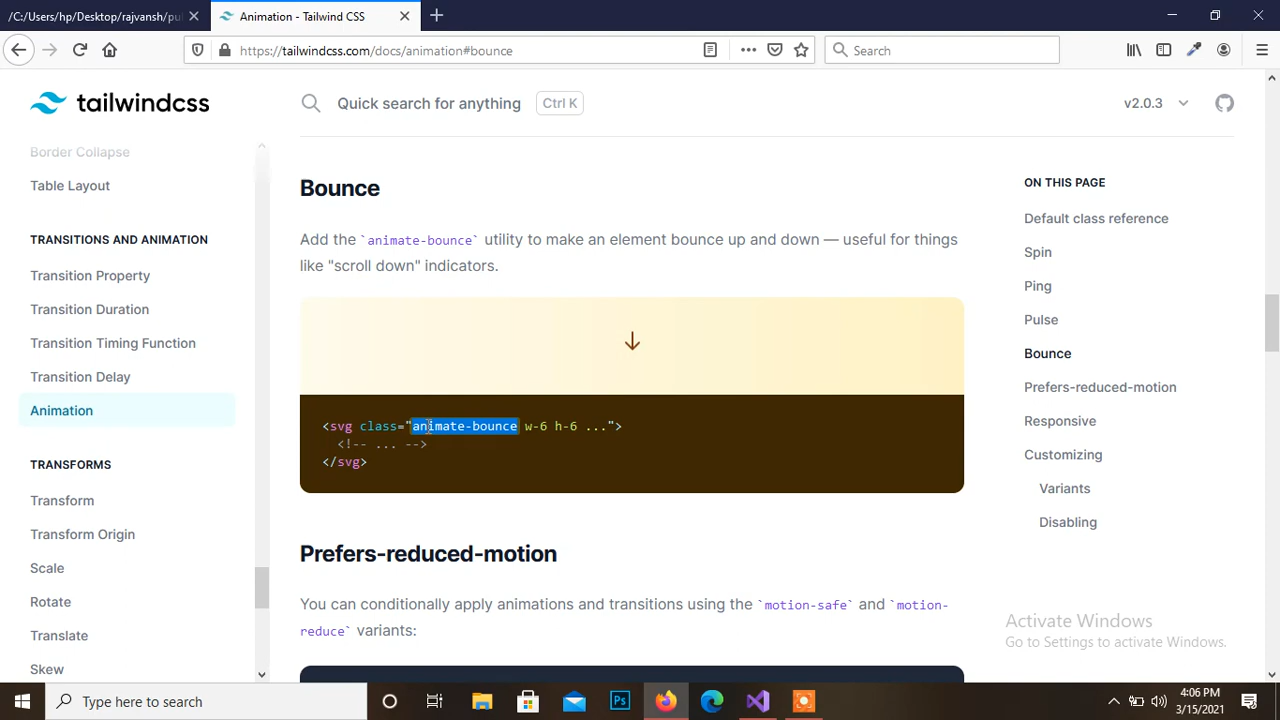 /C:/Users/hp/Desktop/rajvansh/pul
Animation - Tailwind CSS
https://tailwindcss.com/docs/animation#bounce
Search
tailwindcss
Quick search for anything
Ctrl K
v2.0.3
Border Collapse
Table Layout
TRANSITIONS AND ANIMATION
Transition Property
Transition Duration
Transition Timing Function
Transition Delay
Animation
TRANSFORMS
Transform
Transform Origin
Scale
Rotate
Translate
Skew
Bounce
Add the `animate-bounce` utility to make an element bounce up and down — useful for things
like "scroll down" indicators.
<svg class="animate-bounce w-6 h-6 ...">
<!-- ... -->
</svg>
Prefers-reduced-motion
You can conditionally apply animations and transitions using the `motion-safe` and `motion-
reduce` variants:
ON THIS PAGE
Default class reference
Spin
Ping
Pulse
Bounce
Prefers-reduced-motion
Responsive
Customizing
Variants
Disabling
Activate Windows
Go to Settings to activate Windows.
Type here to search
Ps
4:06 PM
3/15/2021